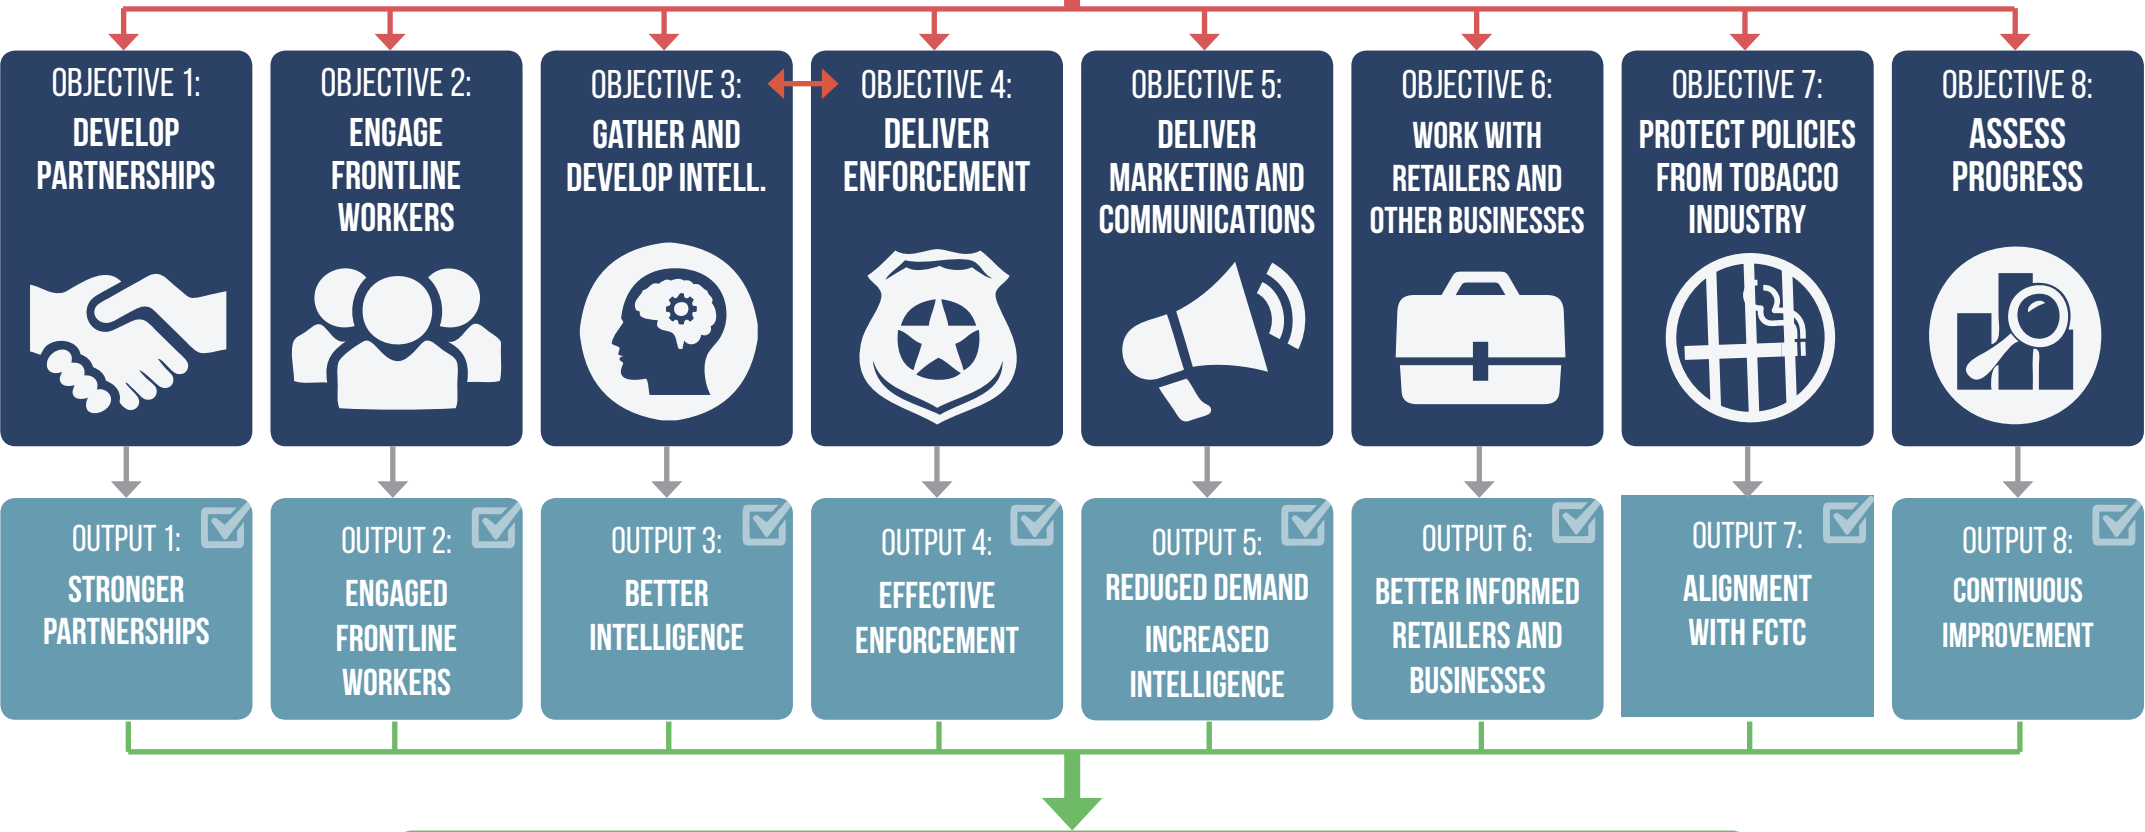 OBJECTIVE 1:
DEVELOP
PARTNERSHIPS
OBJECTIVE 2:
ENGAGE
FRONTLINE
WORKERS
OBJECTIVE 3:
GATHER AND
DEVELOP INTELL.
OBJECTIVE 4:
DELIVER
ENFORCEMENT
OBJECTIVE 5:
DELIVER
MARKETING AND
COMMUNICATIONS
OBJECTIVE 6:
WORK WITH
RETAILERS AND
OTHER BUSINESSES
OBJECTIVE 7:
PROTECT POLICIES
FROM TOBACCO
INDUSTRY
OBJECTIVE 8:
ASSESS
PROGRESS
OUTPUT 1:
STRONGER
PARTNERSHIPS
OUTPUT 2:
ENGAGED
FRONTLINE
WORKERS
OUTPUT 3:
BETTER
INTELLIGENCE
OUTPUT 4:
EFFECTIVE
ENFORCEMENT
OUTPUT 5:
REDUCED DEMAND
INCREASED
INTELLIGENCE
OUTPUT 6:
BETTER INFORMED
RETAILERS AND
BUSINESSES
OUTPUT 7:
ALIGNMENT
WITH FCTC
OUTPUT 8:
CONTINUOUS
IMPROVEMENT